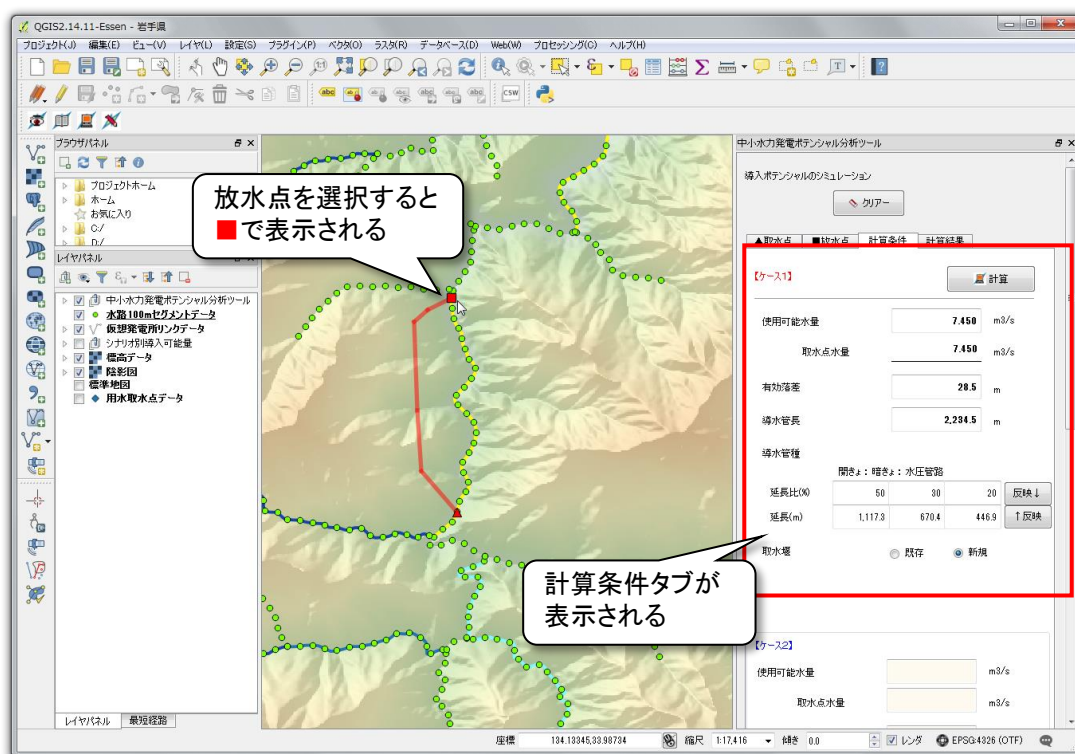 QGIS2.14.11-Essen - 岩手県
プロジェクト(J) 編集(E) ビュー(V) レイヤ(L) 設定(S) プラグイン(P) ベクタ(O) ラスタ(R) データベース(D) Web(W) プロセッシング(C) ヘルプ(H)
ブラウザパネル
プロジェクトホーム
ホーム
お気に入り
C:/
D:/
レイヤパネル
中小水力発電ポテンシャル分析ツール
水路100mセグメントデータ
仮想発電所リンクデータ
シナリオ別導入可能量
標高データ
陰影図
標準地図
用水取水点データ
レイヤパネル 最短経路
放水点を選択すると
■で表示される
計算条件タブが
表示される
中小水力発電ポテンシャル分析ツール
導入ポテンシャルのシミュレーション
クリアー
▲取水点 ■放水点 計算条件 計算結果
【ケース1】 計算
使用可能水量 7.450 m3/s
取水点水量 7.450 m3/s
有効落差 28.5 m
導水管長 2,234.5 m
導水管種
開きょ : 暗きょ : 水圧管路
延長比(%) 50 30 20 反映↓
延長(m) 1,117.3 670.4 446.9 ↑反映
取水堰 既存 新規
【ケース2】
使用可能水量 m3/s
取水点水量 m3/s
座標 134.13345,33.98734 縮尺 1:17,416 傾き 0.0 レンダ EPSG:4326 (OTF)